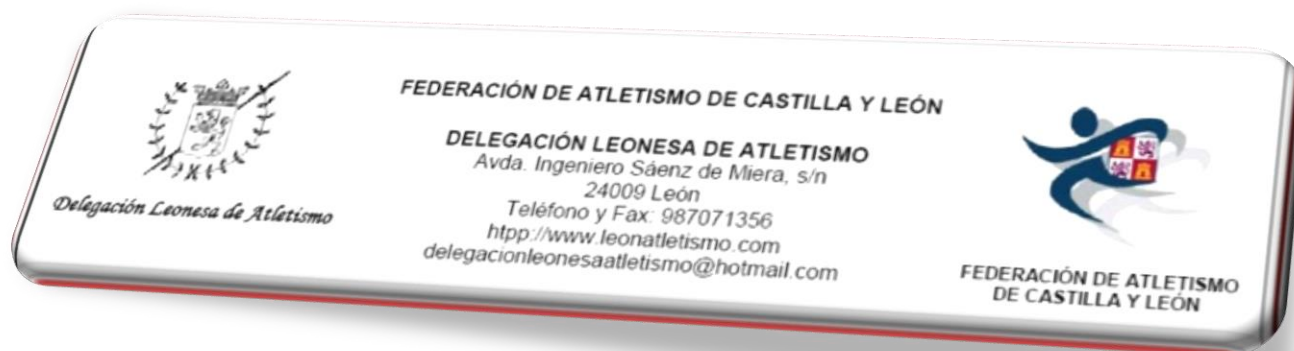 Delegación Leonesa de Atletismo
FEDERACIÓN DE ATLETISMO DE CASTILLA Y LEÓN
DELEGACIÓN LEONESA DE ATLETISMO
Avda. Ingeniero Sáenz de Miera, s/n
24009 León
Teléfono y Fax: 987071356
htpp://www.leonatletismo.com
delegacionleonesaatletismo@hotmail.com
FEDERACIÓN DE ATLETISMO
DE CASTILLA Y LEÓN